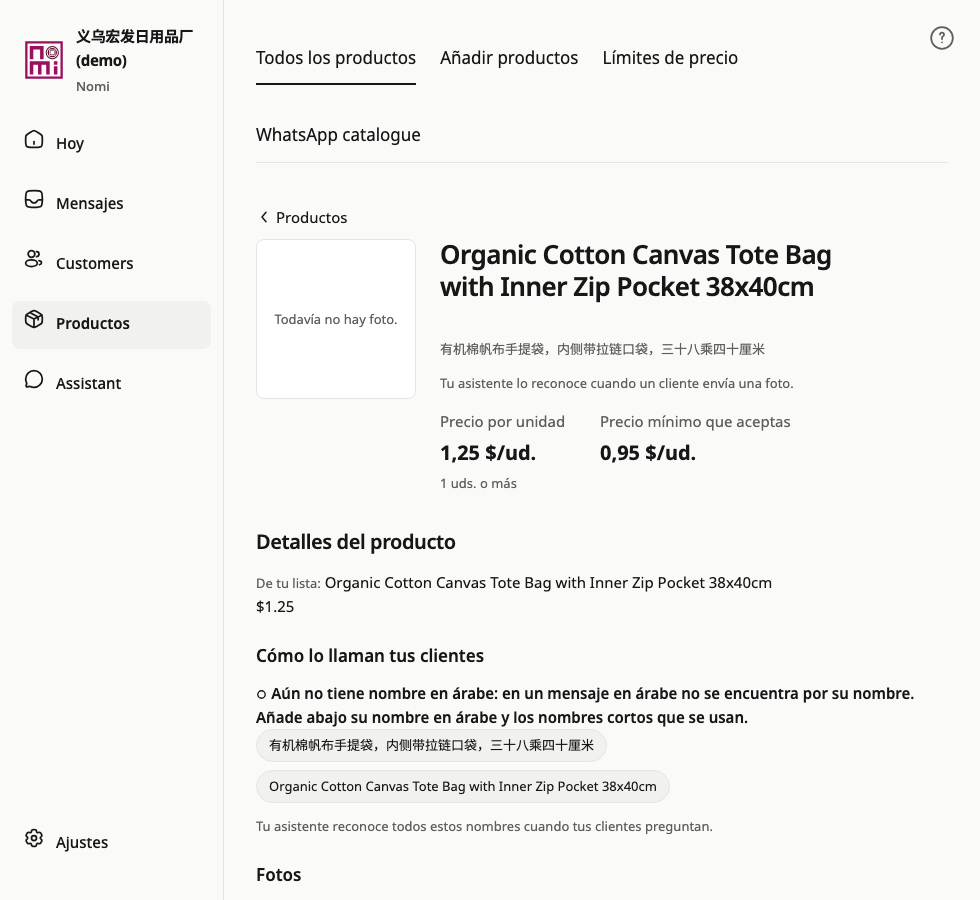 义乌宏发日用品厂
(demo)
Nomi
Hoy
Mensajes
Customers
Productos
Assistant
Ajustes
Todos los productos
Añadir productos
Límites de precio
WhatsApp catalogue
Productos
Todavía no hay foto.
Organic Cotton Canvas Tote Bag
with Inner Zip Pocket 38x40cm
有机棉帆布手提袋，内侧带拉链口袋，三十八乘四十厘米
Tu asistente lo reconoce cuando un cliente envía una foto.
Precio por unidad
1,25 $/ud.
1 uds. o más
Precio mínimo que aceptas
0,95 $/ud.
Detalles del producto
De tu lista: Organic Cotton Canvas Tote Bag with Inner Zip Pocket 38x40cm
$1.25
Cómo lo llaman tus clientes
Aún no tiene nombre en árabe: en un mensaje en árabe no se encuentra por su nombre.
Añade abajo su nombre en árabe y los nombres cortos que se usan.
有机棉帆布手提袋，内侧带拉链口袋，三十八乘四十厘米
Organic Cotton Canvas Tote Bag with Inner Zip Pocket 38x40cm
Tu asistente reconoce todos estos nombres cuando tus clientes preguntan.
Fotos